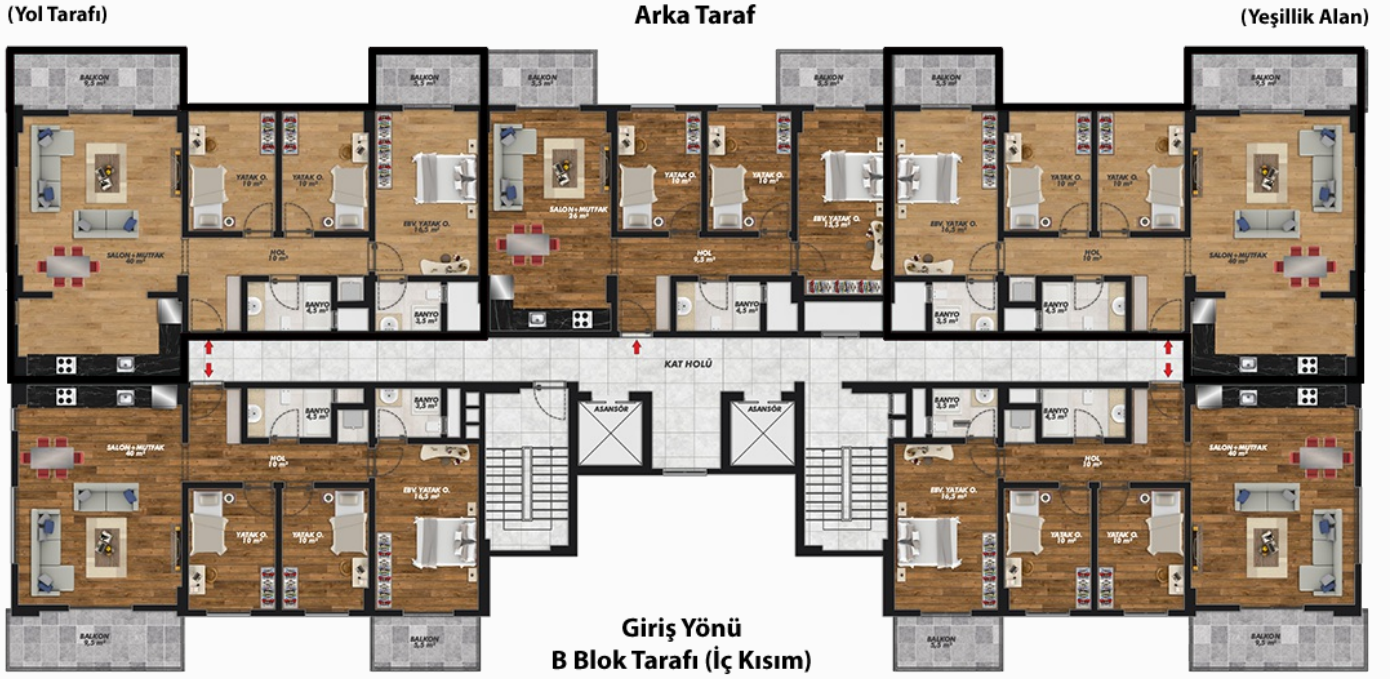 (Yol Tarafı)
Arka Taraf
(Yeşillik Alan)
BALKON
9,5 m²
BALKON
5,5 m²
BALKON
5,5 m²
BALKON
5,5 m²
BALKON
5,5 m²
BALKON
9,5 m²
YATAK O.
10 m²
YATAK O.
10 m²
YATAK O.
10 m²
YATAK O.
10 m²
YATAK O.
10 m²
YATAK O.
10 m²
SALON+MUTFAK
26 m²
EBV. YATAK O.
16,5 m²
EBV. YATAK O.
13,5 m²
EBV. YATAK O.
16,5 m²
SALON+MUTFAK
40 m²
HOL
10 m²
HOL
9,5 m²
HOL
10 m²
SALON+MUTFAK
40 m²
BANYO
4,5 m²
BANYO
3,5 m²
BANYO
4,5 m²
BANYO
3,5 m²
BANYO
4,5 m²
KAT HOLÜ
BANYO
4,5 m²
BANYO
3,5 m²
ASANSÖR
ASANSÖR
BANYO
3,5 m²
BANYO
4,5 m²
SALON+MUTFAK
40 m²
HOL
10 m²
HOL
10 m²
SALON+MUTFAK
40 m²
EBV. YATAK O.
16,5 m²
EBV. YATAK O.
16,5 m²
YATAK O.
10 m²
YATAK O.
10 m²
YATAK O.
10 m²
YATAK O.
10 m²
BALKON
9,5 m²
BALKON
5,5 m²
BALKON
5,5 m²
BALKON
9,5 m²
Giriş Yönü
B Blok Tarafı (İç Kısım)